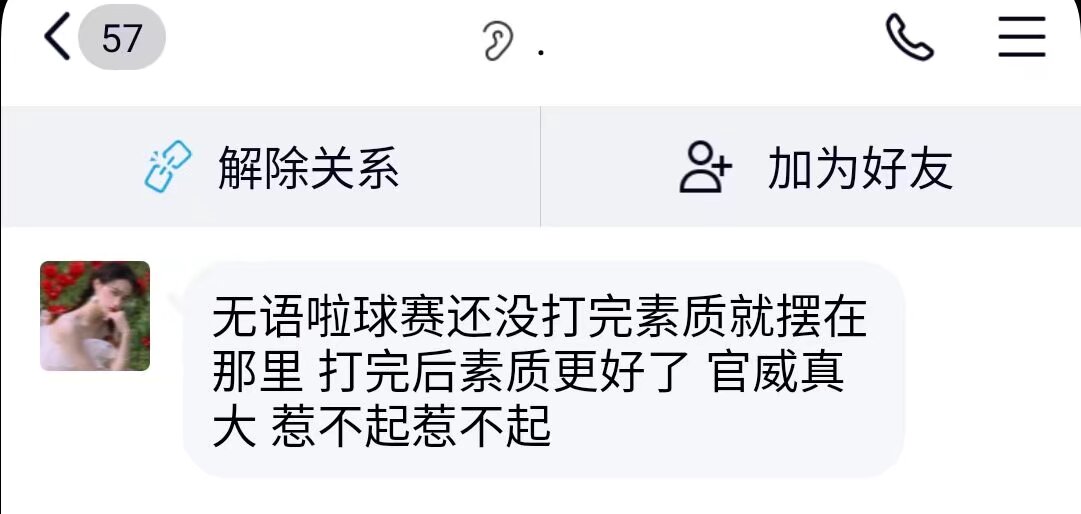 57
.
解除关系
加为好友
无语啦球赛还没打完素质就摆在
那里 打完后素质更好了 官威真
大 惹不起惹不起